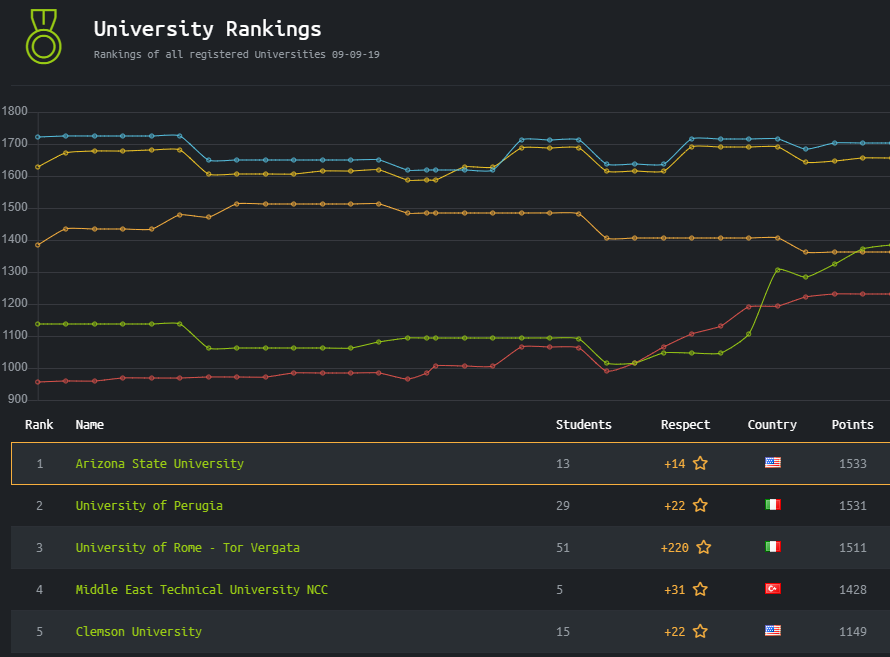 University Rankings
Rankings of all registered Universities 09-09-19
1800
1700
1600
1500
1400
1300
1200
1100
1000
900
Rank Name Students Respect Country Points
1 Arizona State University 13 +14 1533
2 University of Perugia 29 +22 1531
3 University of Rome - Tor Vergata 51 +220 1511
4 Middle East Technical University NCC 5 +31 1428
5 Clemson University 15 +22 1149